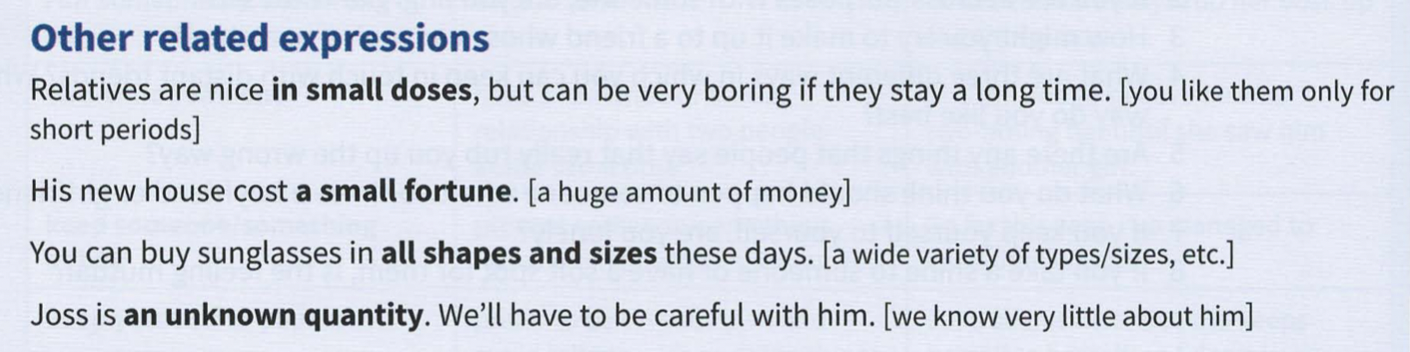 Other related expressions
Relatives are nice in small doses, but can be very boring if they stay a long time. [you like them only for
short periods]
His new house cost a small fortune. [a huge amount of money]
You can buy sunglasses in all shapes and sizes these days. [a wide variety of types/sizes, etc.]
Joss is an unknown quantity. We’ll have to be careful with him. [we know very little about him]